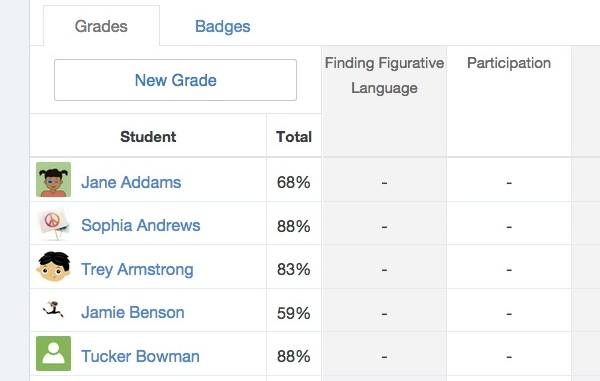 Grades Badges
New Grade
Finding Figurative
Language
Participation
Student Total
Jane Addams 68% - -
Sophia Andrews 88% - -
Trey Armstrong 83% - -
Jamie Benson 59% - -
Tucker Bowman 88% - -